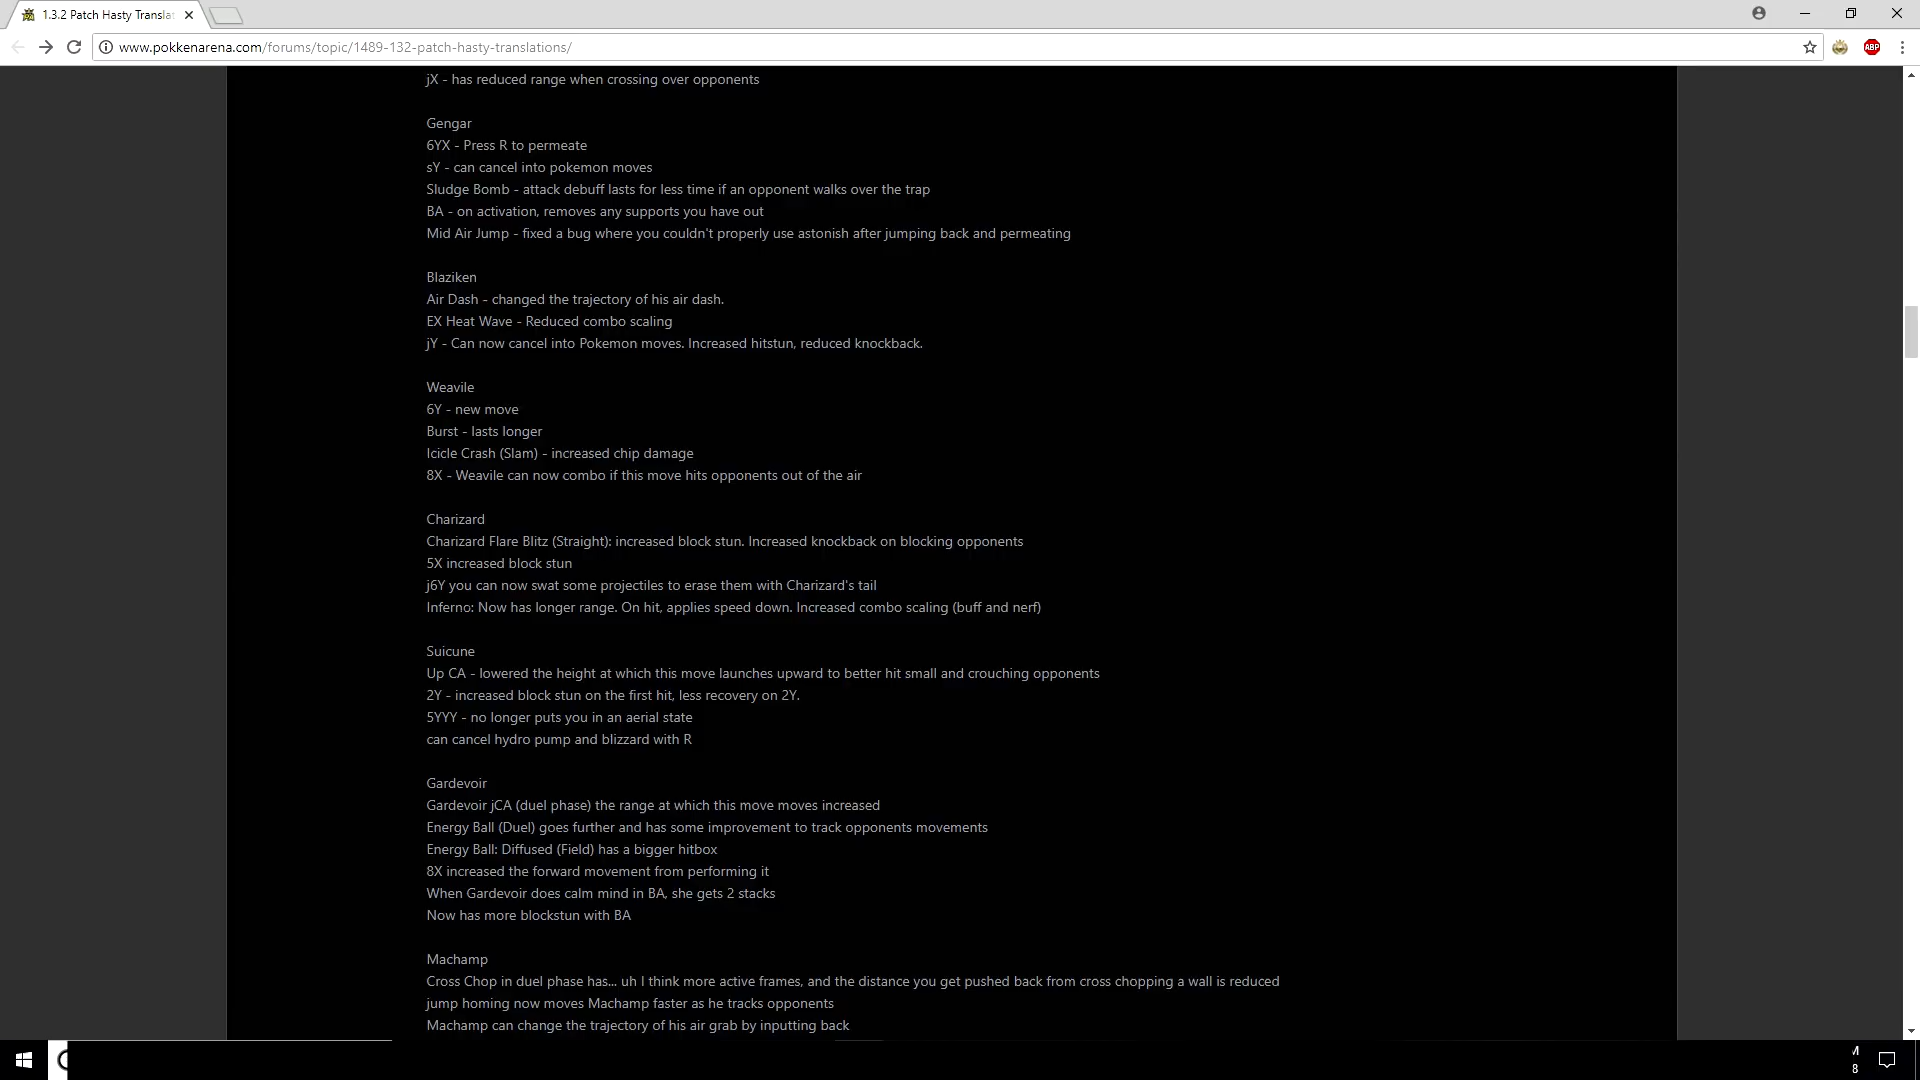 1.3.2 Patch Hasty Transla
www.pokkenarena.com/forums/topic/1489-132-patch-hasty-translations/
ABP
jX - has reduced range when crossing over opponents
Gengar
6YX - Press R to permeate
sY - can cancel into pokemon moves
Sludge Bomb - attack debuff lasts for less time if an opponent walks over the trap
BA - on activation, removes any supports you have out
Mid Air Jump - fixed a bug where you couldn't properly use astonish after jumping back and permeating
Blaziken
Air Dash - changed the trajectory of his air dash.
EX Heat Wave - Reduced combo scaling
jY - Can now cancel into Pokemon moves. Increased hitstun, reduced knockback.
Weavile
6Y - new move
Burst - lasts longer
Icicle Crash (Slam) - increased chip damage
8X - Weavile can now combo if this move hits opponents out of the air
Charizard
Charizard Flare Blitz (Straight): increased block stun. Increased knockback on blocking opponents
5X increased block stun
j6Y you can now swat some projectiles to erase them with Charizard's tail
Inferno: Now has longer range. On hit, applies speed down. Increased combo scaling (buff and nerf)
Suicune
Up CA - lowered the height at which this move launches upward to better hit small and crouching opponents
2Y - increased block stun on the first hit, less recovery on 2Y.
5YYY - no longer puts you in an aerial state
can cancel hydro pump and blizzard with R
Gardevoir
Gardevoir jCA (duel phase) the range at which this move moves increased
Energy Ball (Duel) goes further and has some improvement to track opponents movements
Energy Ball: Diffused (Field) has a bigger hitbox
8X increased the forward movement from performing it
When Gardevoir does calm mind in BA, she gets 2 stacks
Now has more blockstun with BA
Machamp
Cross Chop in duel phase has... uh I think more active frames, and the distance you get pushed back from cross chopping a wall is reduced
jump homing now moves Machamp faster as he tracks opponents
Machamp can change the trajectory of his air grab by inputting back
M
8